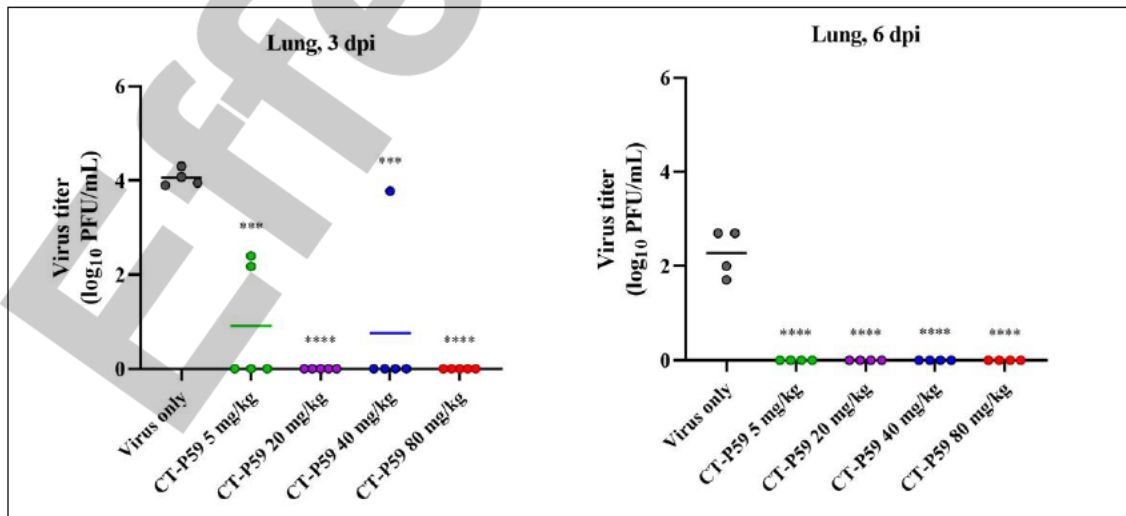 Effe
Lung, 3 dpi
Virus titer
(log10 PFU/mL)
6
4
2
0
***
****
***
****
Virus only
CT-P59 5 mg/kg
CT-P59 20 mg/kg
CT-P59 40 mg/kg
CT-P59 80 mg/kg
Lung, 6 dpi
Virus titer
(log10 PFU/mL)
6
4
2
0
****
****
****
****
Virus only
CT-P59 5 mg/kg
CT-P59 20 mg/kg
CT-P59 40 mg/kg
CT-P59 80 mg/kg